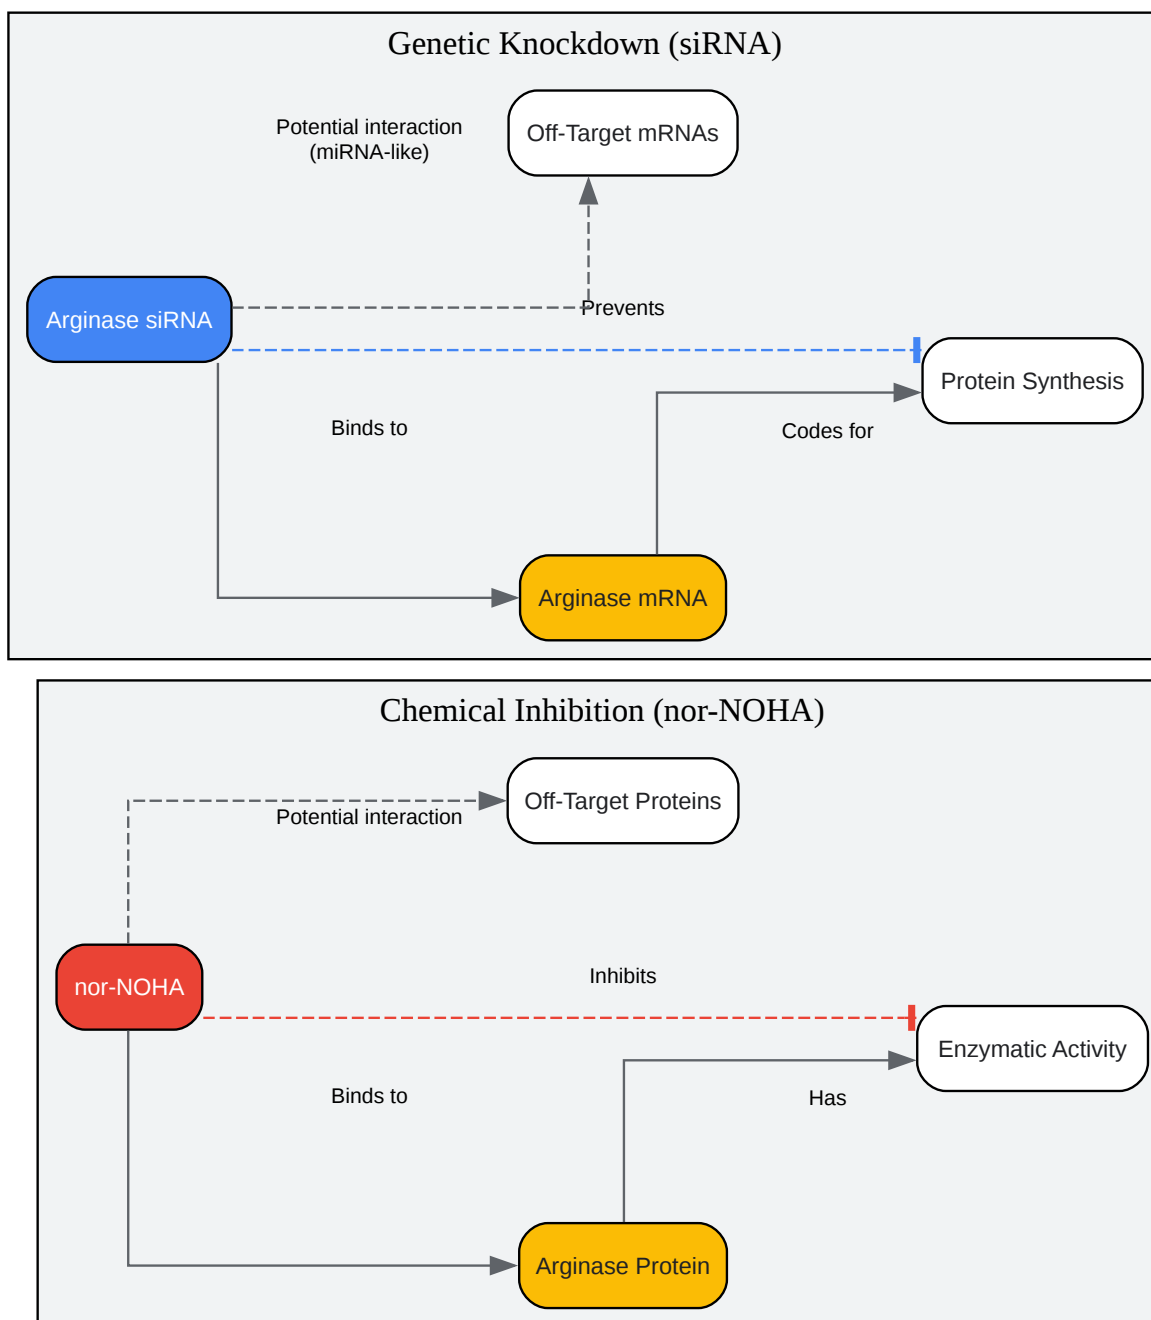 Genetic Knockdown (siRNA)
Potential interaction
(miRNA-like)
Off-Target mRNAs
Arginase siRNA
Prevents
Protein Synthesis
Binds to
Codes for
Arginase mRNA
Chemical Inhibition (nor-NOHA)
Off-Target Proteins
Potential interaction
nor-NOHA
Inhibits
Enzymatic Activity
Binds to
Has
Arginase Protein